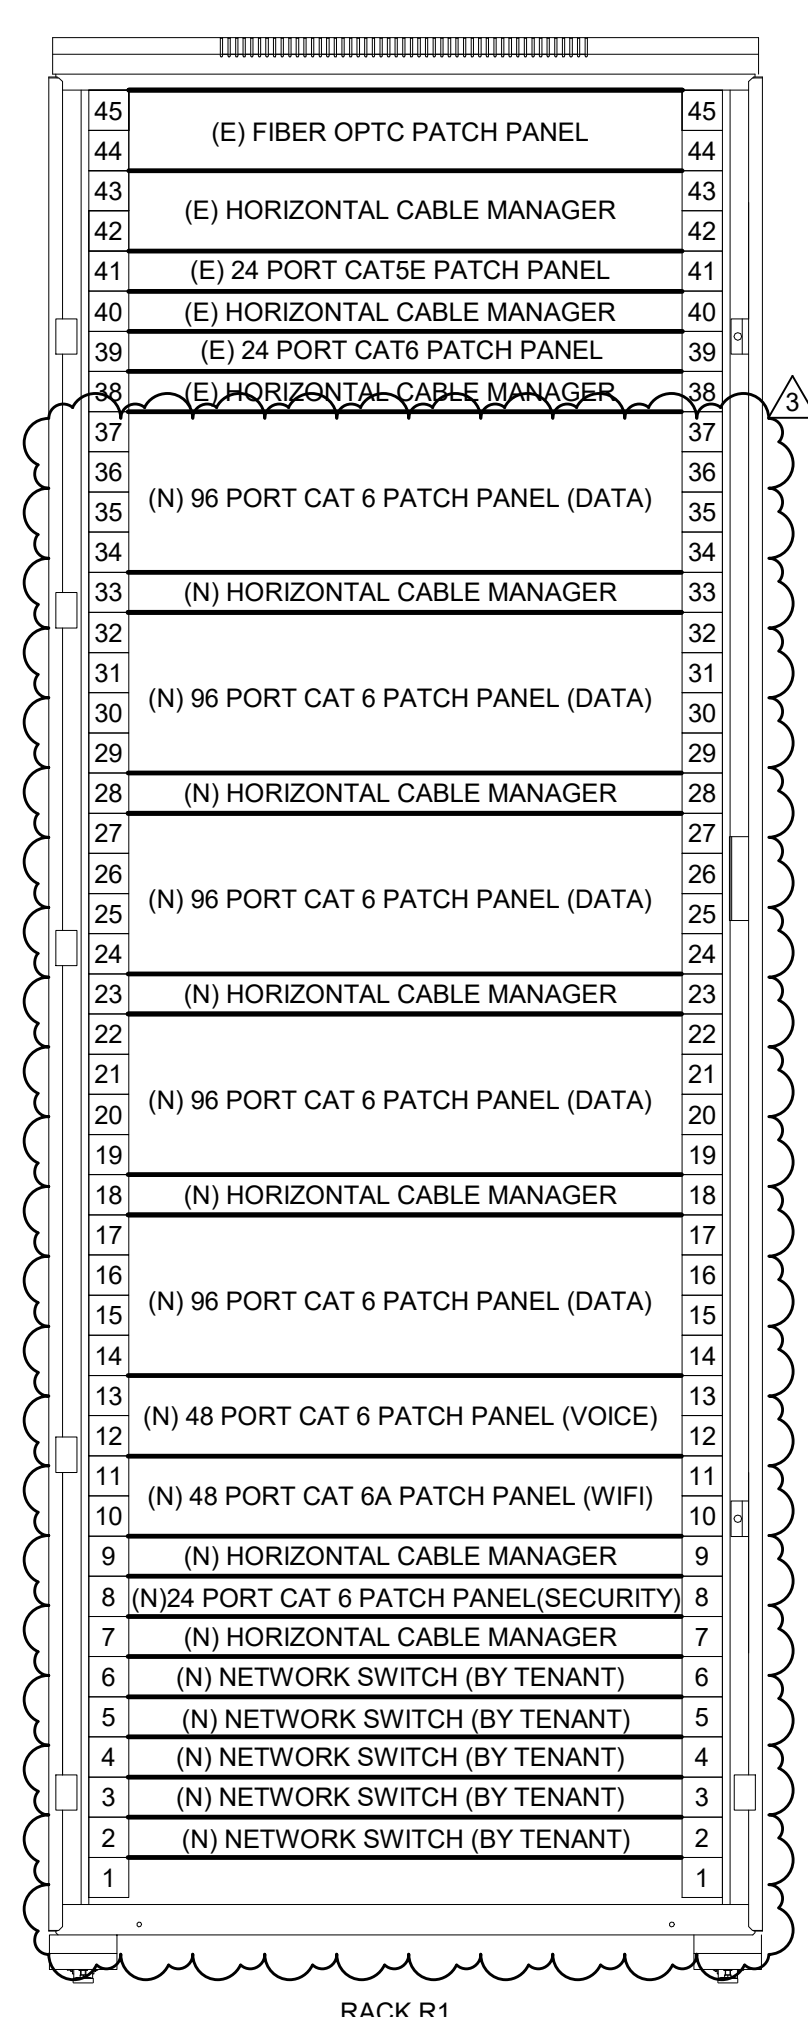 45 (E) FIBER OPTC PATCH PANEL 45
44 44
43 (E) HORIZONTAL CABLE MANAGER 43
42 42
41 (E) 24 PORT CAT5E PATCH PANEL 41
40 (E) HORIZONTAL CABLE MANAGER 40
39 (E) 24 PORT CAT6 PATCH PANEL 39
38 (E) HORIZONTAL CABLE MANAGER 38
3
37 37
36 36
(N) 96 PORT CAT 6 PATCH PANEL (DATA)
35 35
34 34
33 (N) HORIZONTAL CABLE MANAGER 33
32 32
31 31
(N) 96 PORT CAT 6 PATCH PANEL (DATA)
30 30
29 29
28 (N) HORIZONTAL CABLE MANAGER 28
27 27
26 26
(N) 96 PORT CAT 6 PATCH PANEL (DATA)
25 25
24 24
23 (N) HORIZONTAL CABLE MANAGER 23
22 22
21 21
(N) 96 PORT CAT 6 PATCH PANEL (DATA)
20 20
19 19
18 (N) HORIZONTAL CABLE MANAGER 18
17 17
16 16
(N) 96 PORT CAT 6 PATCH PANEL (DATA)
15 15
14 14
13 13
(N) 48 PORT CAT 6 PATCH PANEL (VOICE)
12 12
11 11
(N) 48 PORT CAT 6A PATCH PANEL (WIFI)
10 10
9 (N) HORIZONTAL CABLE MANAGER 9
8 (N)24 PORT CAT 6 PATCH PANEL(SECURITY) 8
7 (N) HORIZONTAL CABLE MANAGER 7
6 (N) NETWORK SWITCH (BY TENANT) 6
5 (N) NETWORK SWITCH (BY TENANT) 5
4 (N) NETWORK SWITCH (BY TENANT) 4
3 (N) NETWORK SWITCH (BY TENANT) 3
2 (N) NETWORK SWITCH (BY TENANT) 2
1 1
RACK R1